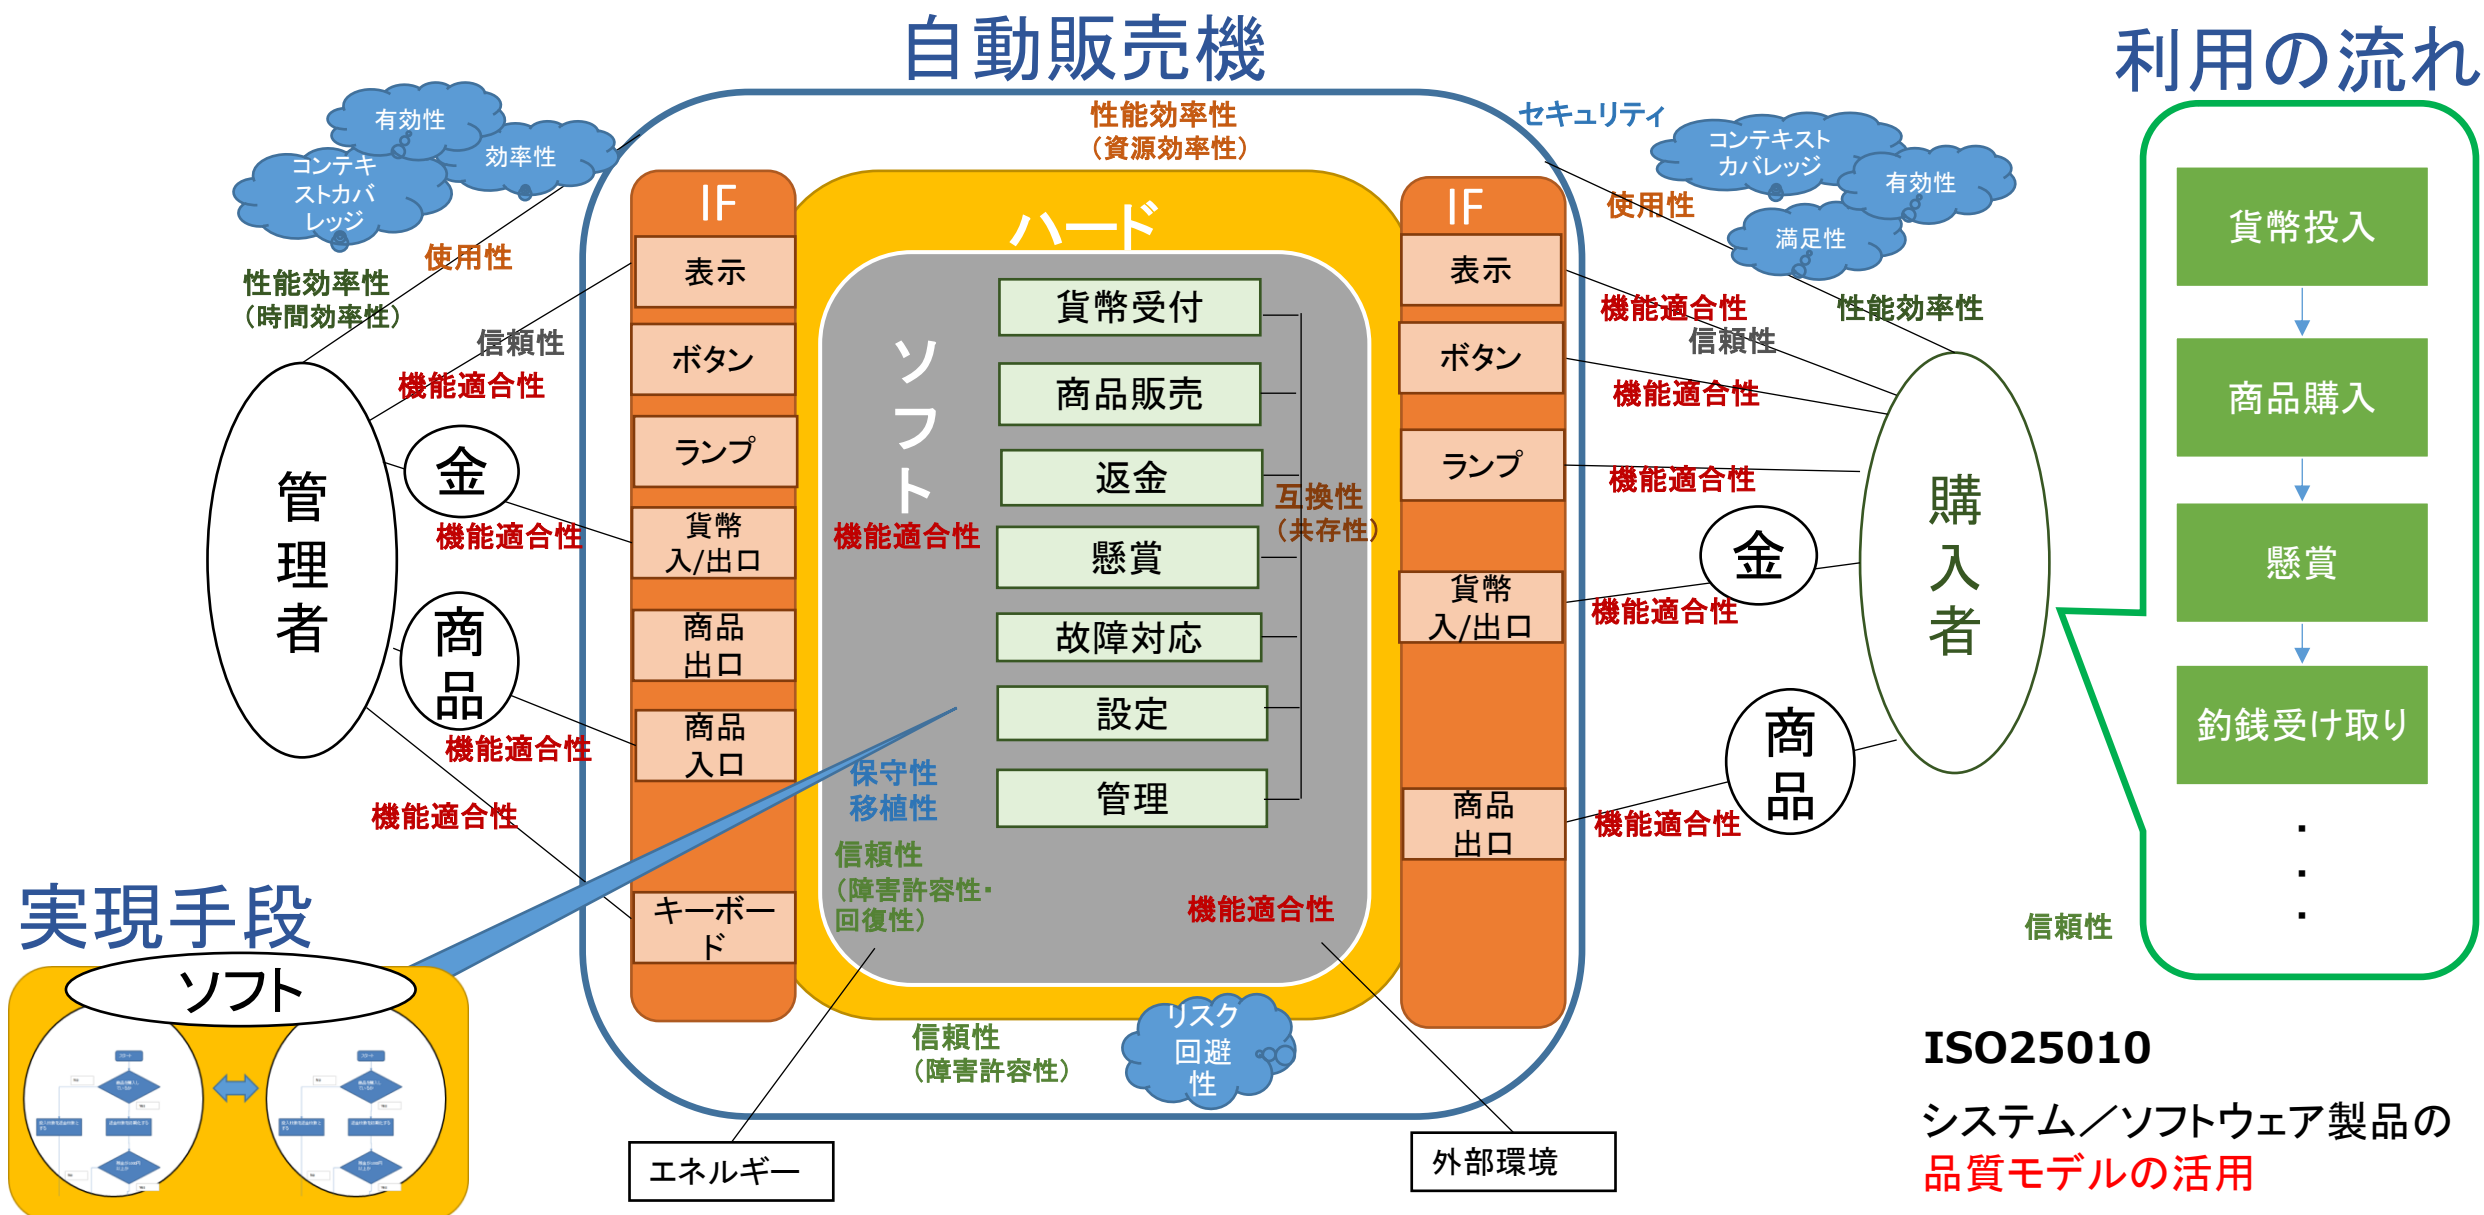 自動販売機
利用の流れ
性能効率性
（資源効率性）
セキュリティ
有効性
効率性
コンテキ
ストカバ
レッジ
使用性
性能効率性
（時間効率性）
信頼性
機能適合性
管
理
者
金
機能適合性
商
品
機能適合性
機能適合性
IF
表示
ボタン
ランプ
貨幣
入/出口
商品
出口
商品
入口
キーボー
ド
ハード
ソ
フ
ト
機能適合性
貨幣受付
商品販売
返金
懸賞
故障対応
設定
管理
互換性
（共存性）
保守性
移植性
信頼性
（障害許容性・
回復性）
機能適合性
信頼性
（障害許容性）
リスク
回避
性
エネルギー
外部環境
IF
表示
ボタン
ランプ
貨幣
入/出口
商品
出口
コンテキスト
カバレッジ
有効性
満足性
使用性
機能適合性
信頼性
性能効率性
機能適合性
機能適合性
金
機能適合性
商
品
機能適合性
購
入
者
貨幣投入
商品購入
懸賞
釣銭受け取り
・
・
・
信頼性
実現手段
ソフト
ISO25010
システム／ソフトウェア製品の
品質モデルの活用